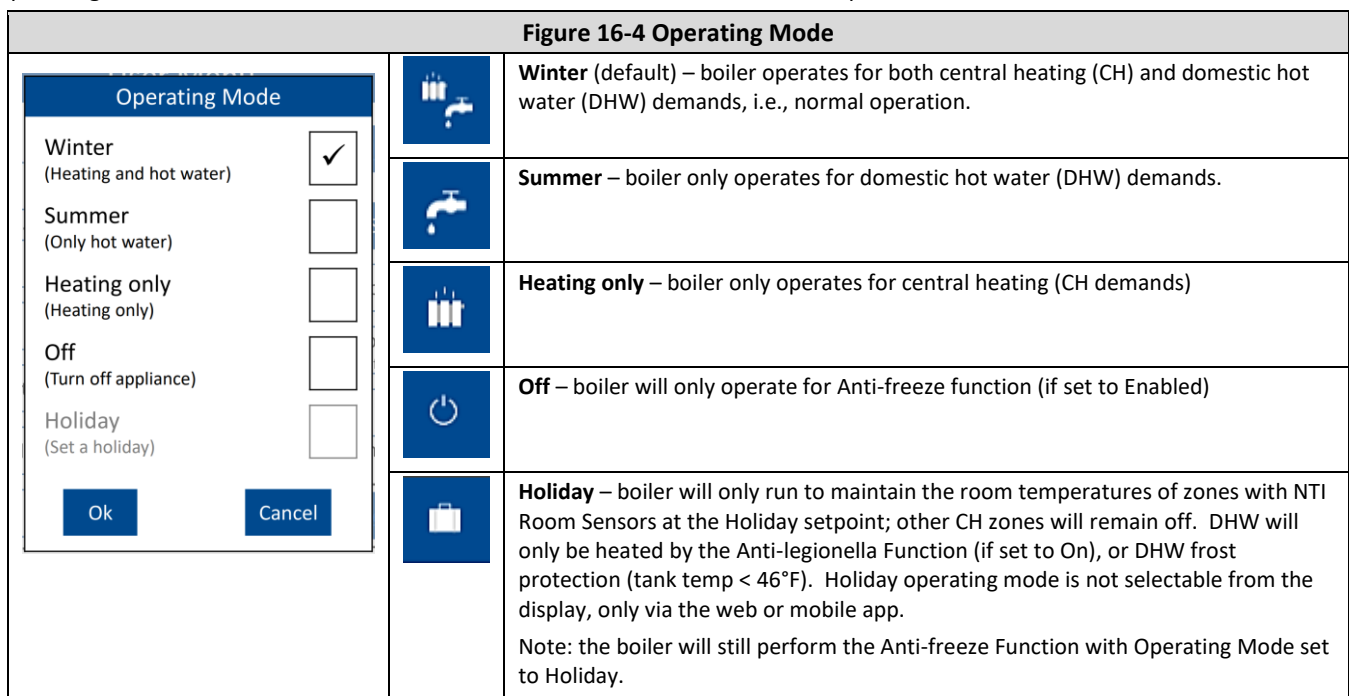 Figure 16-4 Operating Mode
Operating Mode
Winter
(Heating and hot water)
✓
Summer
(Only hot water)
Heating only
(Heating only)
Off
(Turn off appliance)
Holiday
(Set a holiday)
Ok
Cancel
Winter (default) – boiler operates for both central heating (CH) and domestic hot
water (DHW) demands, i.e., normal operation.
Summer – boiler only operates for domestic hot water (DHW) demands.
Heating only – boiler only operates for central heating (CH demands)
Off – boiler will only operate for Anti-freeze function (if set to Enabled)
Holiday – boiler will only run to maintain the room temperatures of zones with NTI
Room Sensors at the Holiday setpoint; other CH zones will remain off. DHW will
only be heated by the Anti-legionella Function (if set to On), or DHW frost
protection (tank temp < 46°F). Holiday operating mode is not selectable from the
display, only via the web or mobile app.
Note: the boiler will still perform the Anti-freeze Function with Operating Mode set
to Holiday.